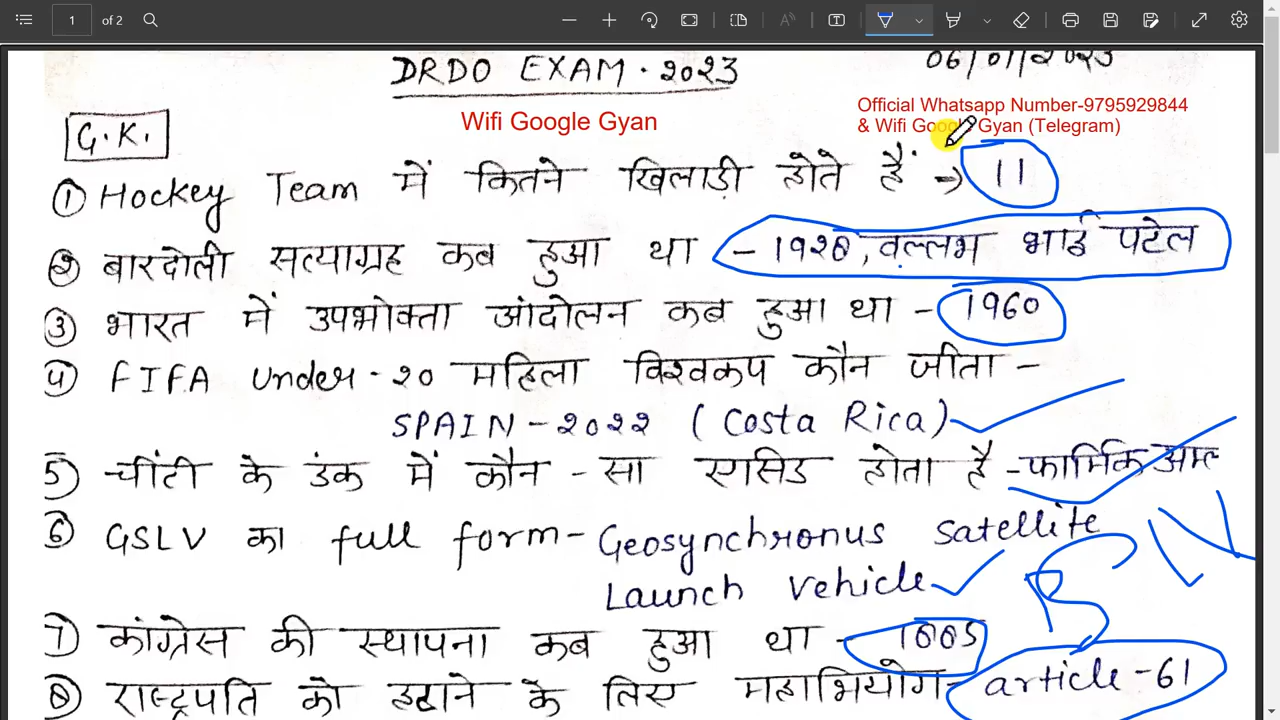 1 of 2
DRDO EXAM. 2023
06/01/2023
Wifi Google Gyan
Official Whatsapp Number-9795929844
& Wifi Google Gyan (Telegram)
G.K.
① Hockey Team में कितने खिलाड़ी होते हैं → 11
② बारदोली सत्याग्रह कब हुआ था - 1928, वल्लभ भाई पटेल
③ भारत में उपभोक्ता आंदोलन कब हुआ था - 1960
④ FIFA Under-20 महिला विश्वकप कौन जीता -
SPAIN - 2022 (Costa Rica)
⑤ चींटी के डंक में कौन-सा एसिड होता है - फार्मिक अम्ल
⑥ GSLV का full form - Geosynchronus Satellite
Launch Vehicle
⑦ कांग्रेस की स्थापना कब हुआ था - 1885
⑧ राष्ट्रपति को हटाने के लिए महाभियोग - article-61